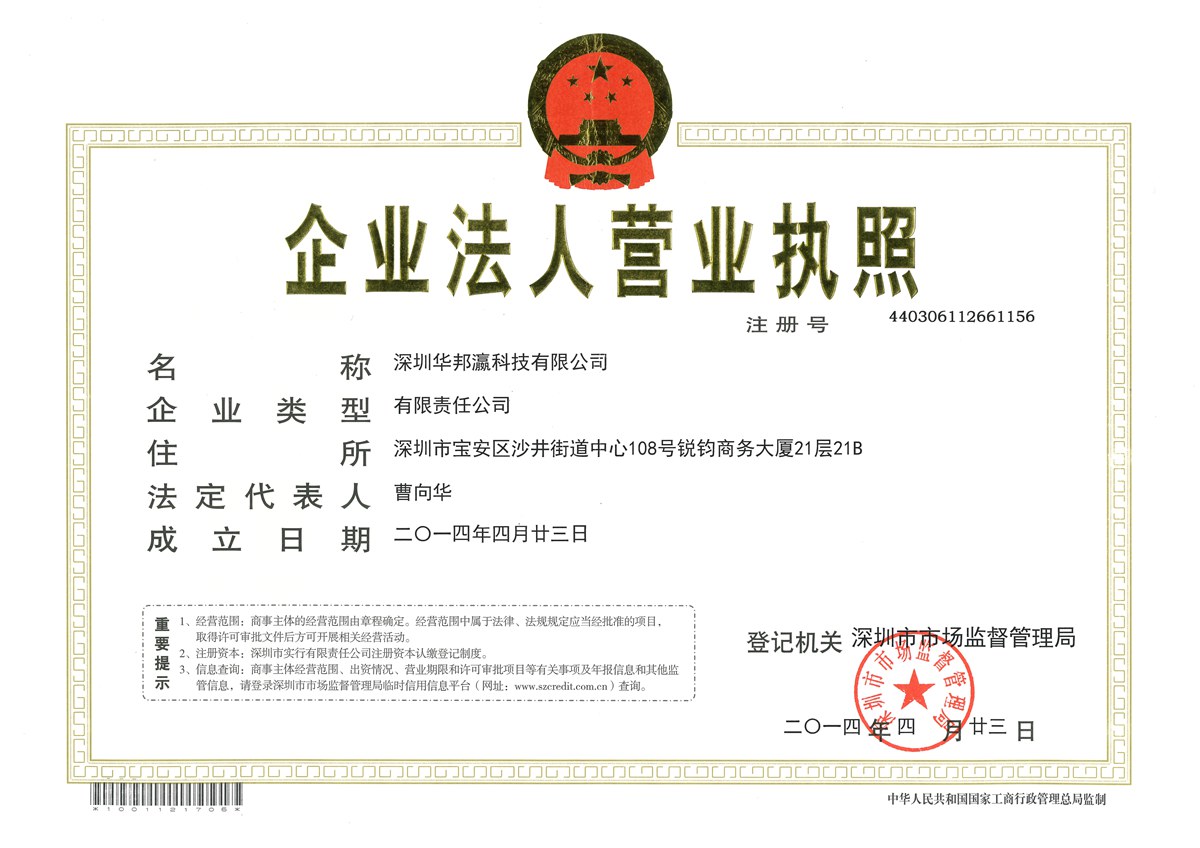 企业法人营业执照
注册号 440306112661156
名称 深圳华邦瀛科技有限公司
企业类型 有限责任公司
住所 深圳市宝安区沙井街道中心108号锐钧商务大厦21层21B
法定代表人 曹向华
成立日期 二〇一四年四月廿三日
重要提示
1、经营范围：商事主体的经营范围由章程确定。经营范围中属于法律、法规规定应当经批准的项目，
取得许可审批文件后方可开展相关经营活动。
2、注册资本：深圳市实行有限责任公司注册资本认缴登记制度。
3、信息查询：商事主体经营范围、出资情况、营业期限和许可审批项目等有关事项及年报信息和其他监
管信息，请登录深圳市市场监督管理局临时信用信息平台（网址：www.szcredit.com.cn）查询。
登记机关 深圳市市场监督管理局
深圳市市场监督管理局
二〇一四年四月廿三日
*1001121706*
中华人民共和国国家工商行政管理总局监制